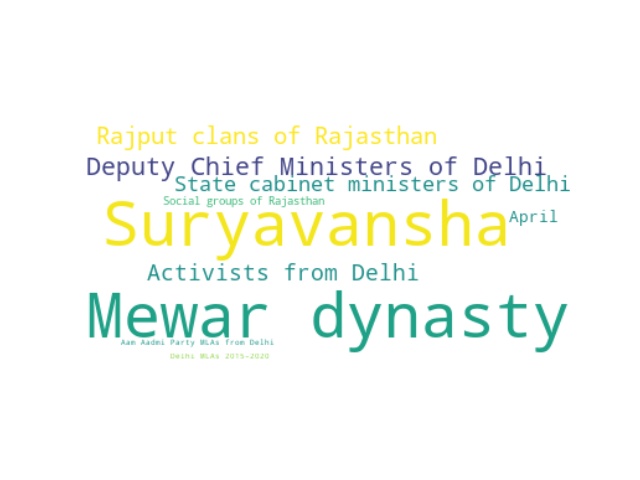 Rajput clans of Rajasthan
Deputy Chief Ministers of Delhi
State cabinet ministers of Delhi
Social groups of Rajasthan
Suryavansha
April
Activists from Delhi
Mewar dynasty
Aam Aadmi Party MLAs from Delhi
Delhi MLAs 2015–2020